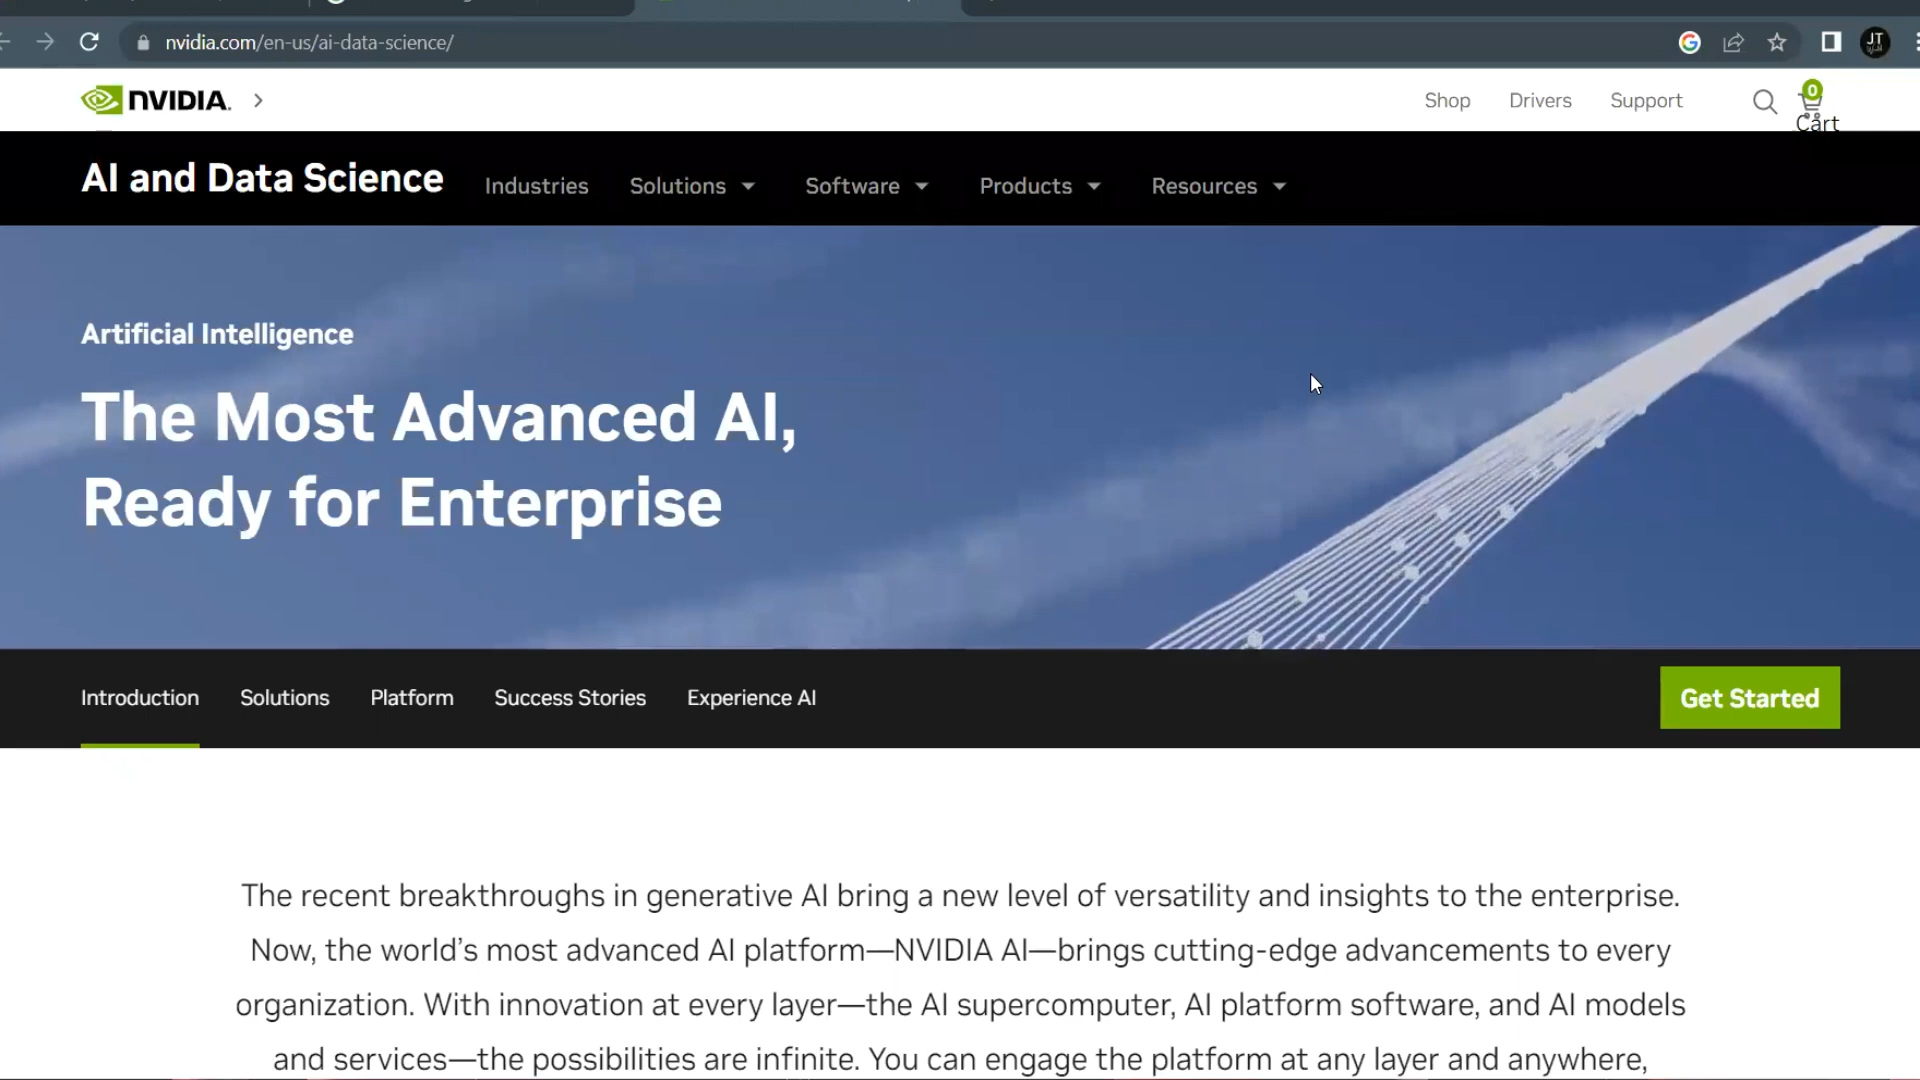 nvidia.com/en-us/ai-data-science/
JT
NVIDIA.
Shop Drivers Support
0
Cart
AI and Data Science Industries Solutions Software Products Resources
Artificial Intelligence
The Most Advanced AI,
Ready for Enterprise
Introduction Solutions Platform Success Stories Experience AI
Get Started
The recent breakthroughs in generative AI bring a new level of versatility and insights to the enterprise.
Now, the world’s most advanced AI platform—NVIDIA AI—brings cutting-edge advancements to every
organization. With innovation at every layer—the AI supercomputer, AI platform software, and AI models
and services—the possibilities are infinite. You can engage the platform at any layer and anywhere,